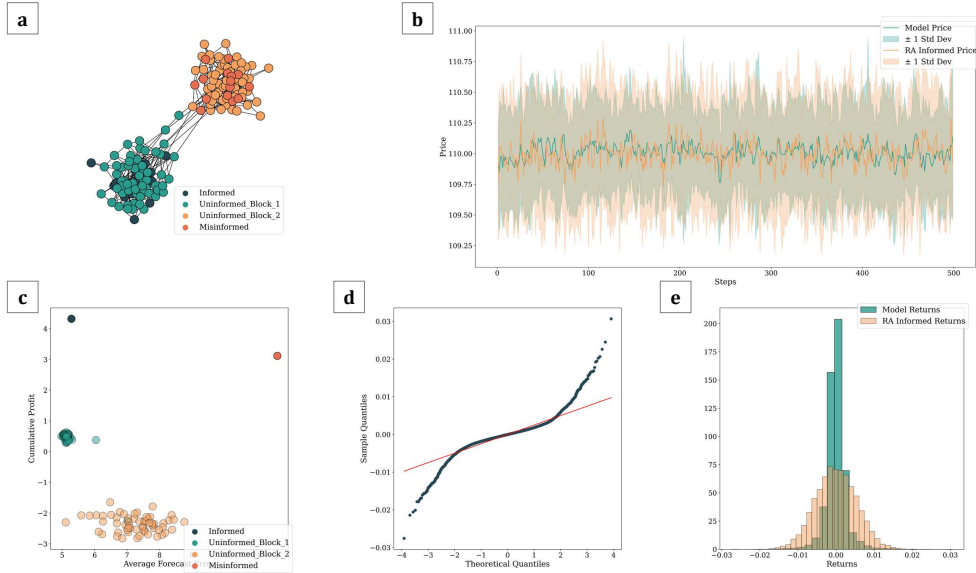 a
Informed
Uninformed_Block_1
Uninformed_Block_2
Misinformed
b
111.00
110.75
110.50
110.25
110.00
109.75
109.50
109.25
Price
0
100
200
300
400
500
Steps
Model Price
± 1 Std Dev
RA Informed Price
± 1 Std Dev
c
4
3
2
1
0
−1
−2
−3
Cumulative Profit
5
6
7
8
Average Forecast
Informed
Uninformed_Block_1
Uninformed_Block_2
Misinformed
d
0.03
0.02
0.01
0.00
−0.01
−0.02
−0.03
Sample Quantiles
−4
−3
−2
−1
0
1
2
3
4
Theoretical Quantiles
e
200
175
150
125
100
75
50
25
0
−0.03
−0.02
−0.01
0.00
0.01
0.02
0.03
Returns
Model Returns
RA Informed Returns